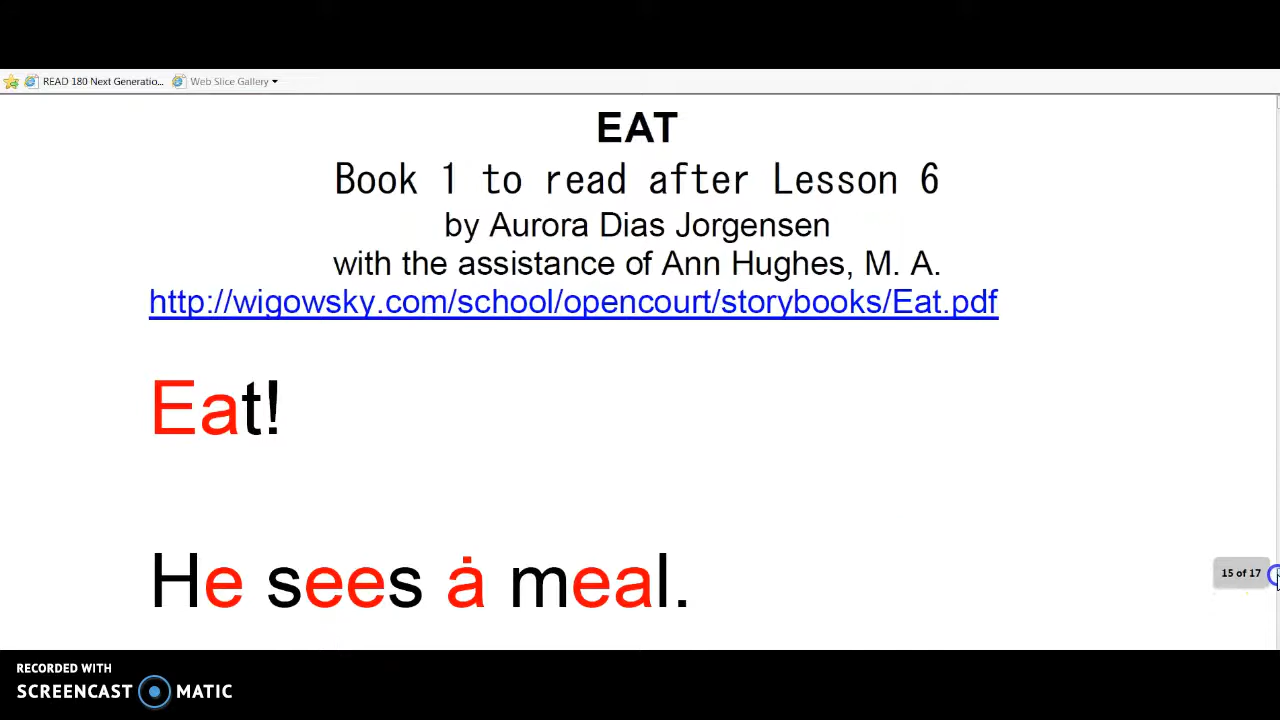 READ 180 Next Generatio... Web Slice Gallery
EAT
Book 1 to read after Lesson 6
by Aurora Dias Jorgensen
with the assistance of Ann Hughes, M. A.
http://wigowsky.com/school/opencourt/storybooks/Eat.pdf
Eat!
He sees ȧ meal.
15 of 17
RECORDED WITH
SCREENCAST MATIC